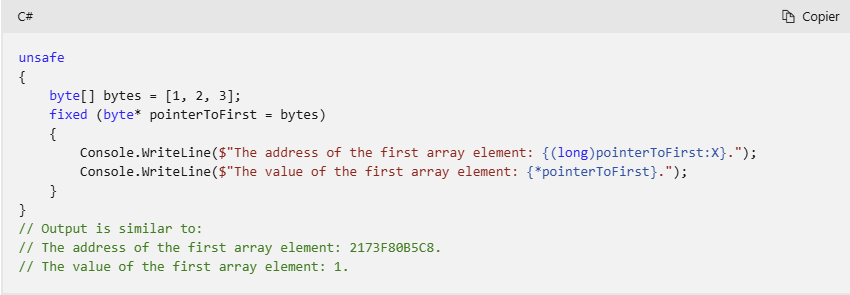 C#
Copier
unsafe
{
    byte[] bytes = [1, 2, 3];
    fixed (byte* pointerToFirst = bytes)
    {
        Console.WriteLine($"The address of the first array element: {(long)pointerToFirst:X}.");
        Console.WriteLine($"The value of the first array element: {*pointerToFirst}.");
    }
}
// Output is similar to:
// The address of the first array element: 2173F80B5C8.
// The value of the first array element: 1.